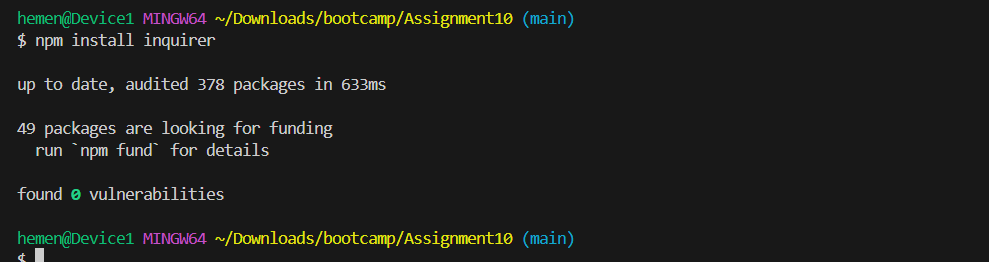 hemen@Device1 MINGW64 ~/Downloads/bootcamp/Assignment10 (main)
$ npm install inquirer
up to date, audited 378 packages in 633ms
49 packages are looking for funding
  run `npm fund` for details
found 0 vulnerabilities
hemen@Device1 MINGW64 ~/Downloads/bootcamp/Assignment10 (main)
$